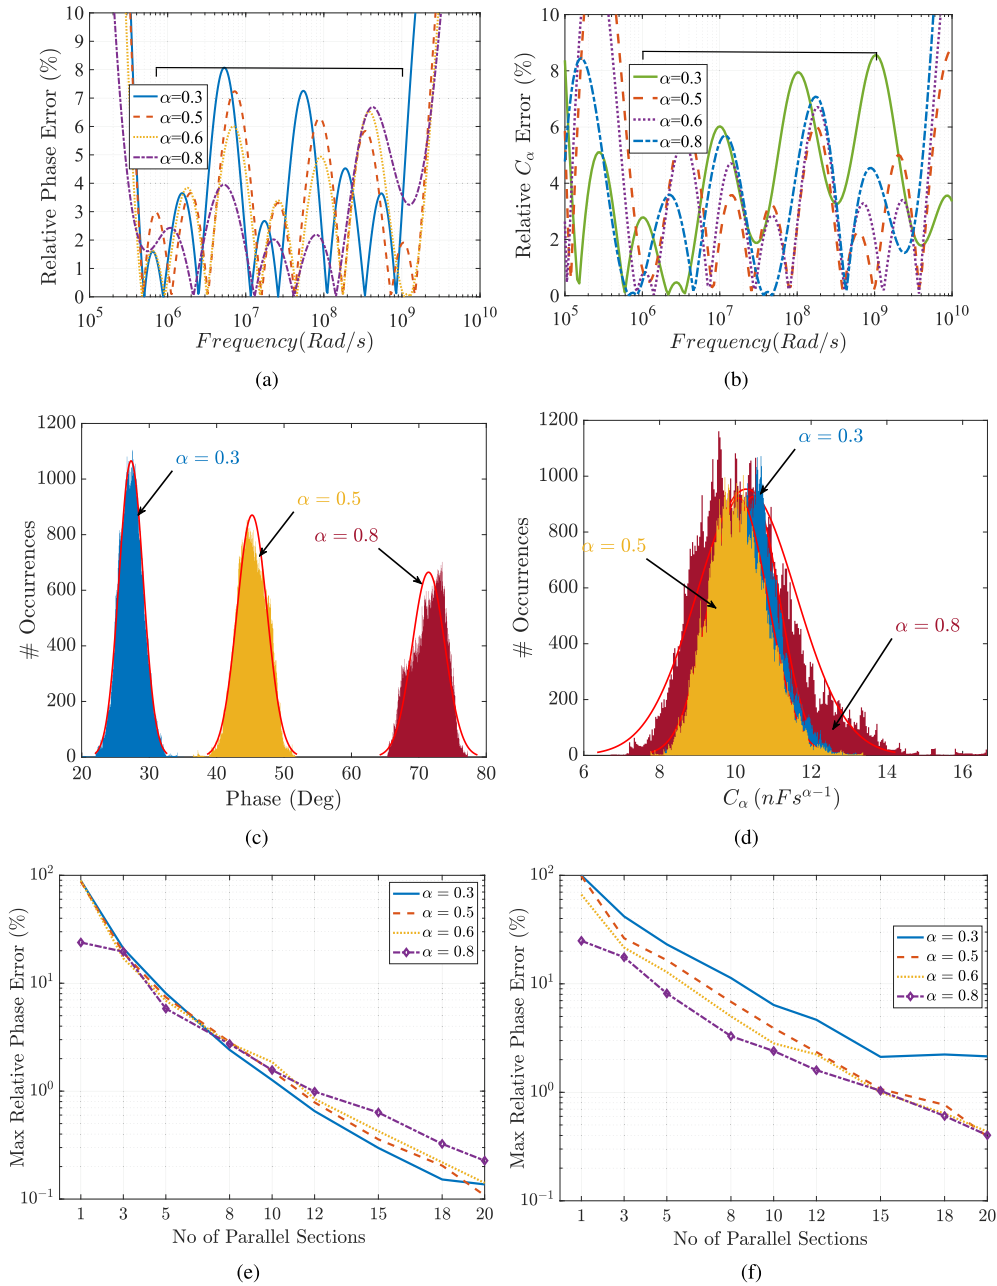 10
9
8
7
6
5
4
3
2
1
0
Relative Phase Error (%)
α=0.3
α=0.5
α=0.6
α=0.8
10^5 10^6 10^7 10^8 10^9 10^10
Frequency(Rad/s)
(a)
10
8
6
4
2
0
Relative C_α Error (%)
α=0.3
α=0.5
α=0.6
α=0.8
10^5 10^6 10^7 10^8 10^9 10^10
Frequency(Rad/s)
(b)
1200
1000
800
600
400
200
0
# Occurrences
α = 0.3
α = 0.5
α = 0.8
20 30 40 50 60 70 80
Phase (Deg)
(c)
1200
1000
800
600
400
200
0
# Occurrences
α = 0.3
α = 0.5
α = 0.8
6 8 10 12 14 16
C_α (nFs^{α−1})
(d)
10^2
10^1
10^0
10^−1
Max Relative Phase Error (%)
α = 0.3
α = 0.5
α = 0.6
α = 0.8
1 3 5 8 10 12 15 18 20
No of Parallel Sections
(e)
10^2
10^1
10^0
10^−1
Max Relative Phase Error (%)
α = 0.3
α = 0.5
α = 0.6
α = 0.8
1 3 5 8 10 12 15 18 20
No of Parallel Sections
(f)